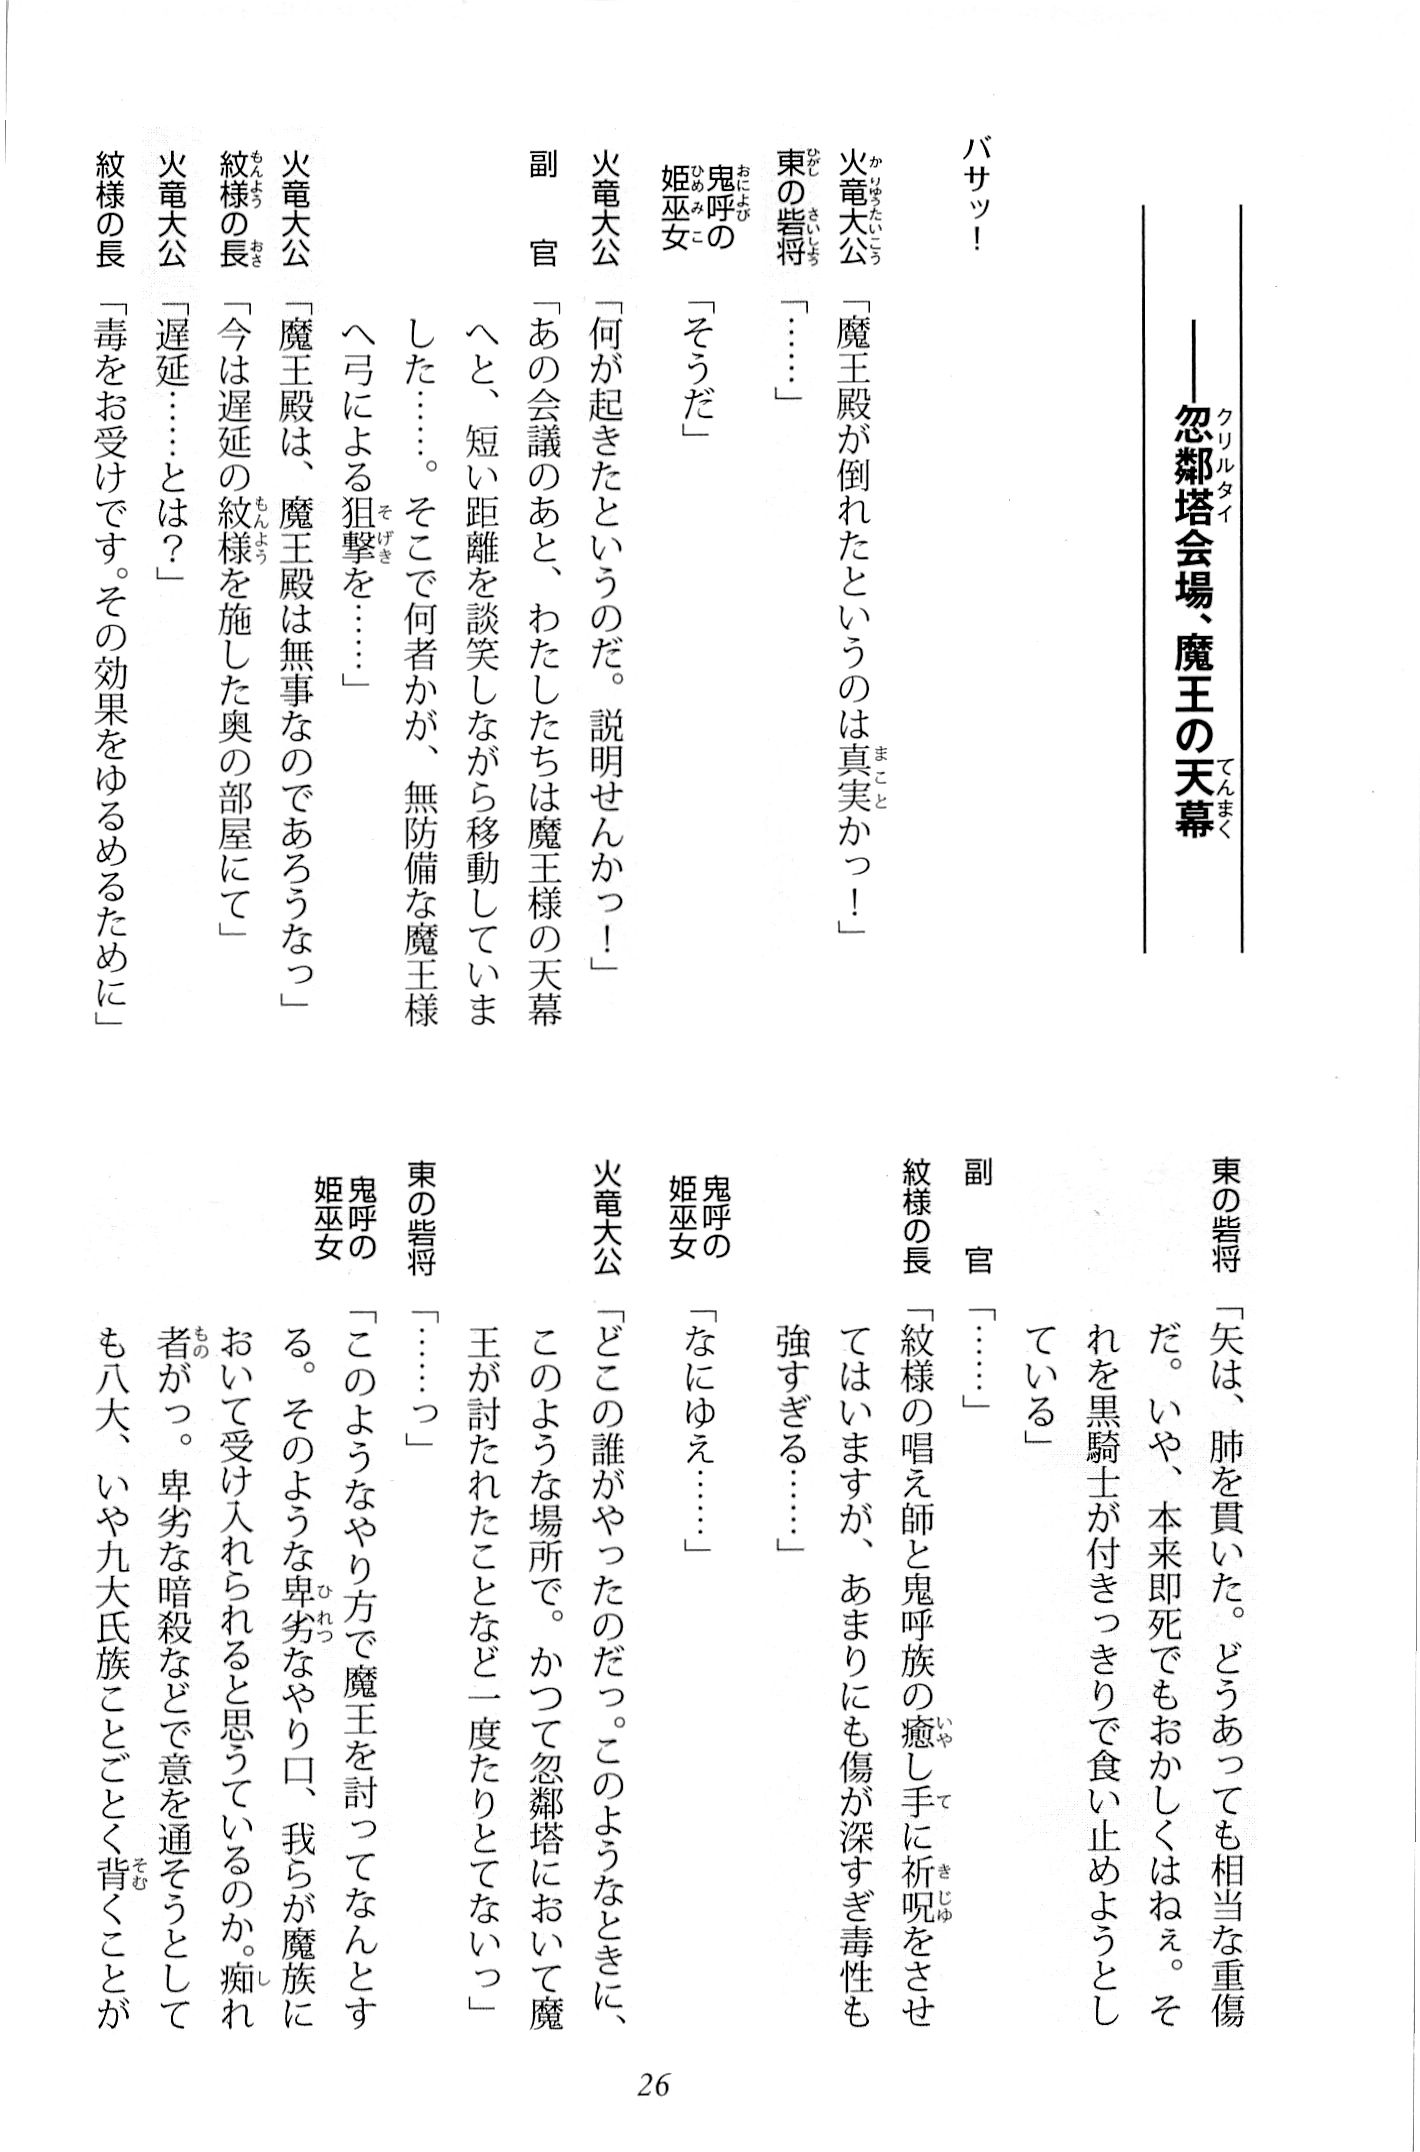 ――忽鄰塔会場、魔王の天幕
バサッ！
火竜大公「魔王殿が倒れたというのは真実かっ！」
東の砦将「……」
鬼呼の姫巫女「そうだ」
火竜大公「何が起きたというのだ。説明せんかっ！」
副官「あの会議のあと、わたしたちは魔王様の天幕
へと、短い距離を談笑しながら移動していま
した……。そこで何者かが、無防備な魔王様
へ弓による狙撃を……」
火竜大公「魔王殿は、魔王殿は無事なのであろうなっ」
紋様の長「今は遅延の紋様を施した奥の部屋にて」
火竜大公「遅延……とは？」
紋様の長「毒をお受けです。その効果をゆるめるために」
東の砦将「矢は、肺を貫いた。どうあっても相当な重傷
だ。いや、本来即死でもおかしくはねぇ。そ
れを黒騎士が付きっきりで食い止めようとし
ている」
副官「……」
紋様の長「紋様の唱え師と鬼呼族の癒し手に祈呪をさせ
てはいますが、あまりにも傷が深すぎ毒性も
強すぎる……」
鬼呼の姫巫女「なにゆえ……」
火竜大公「どこの誰がやったのだっ。このようなときに、
このような場所で。かつて忽鄰塔において魔
王が討たれたことなど一度たりとてないっ」
東の砦将「……っ」
鬼呼の姫巫女「このようなやり方で魔王を討ってなんとす
る。そのような卑劣なやり口、我らが魔族に
おいて受け入れられると思うているのか。痴れ
者がっ。卑劣な暗殺などで意を通そうとして
も八大、いや九大氏族ことごとく背くことが
26